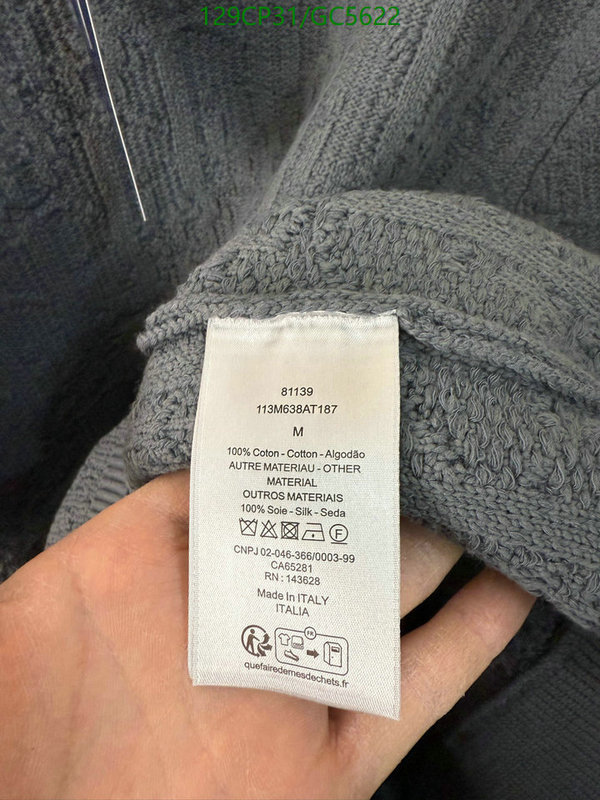 129CP31/GC5622
81139
113M638AT187
M
100% Coton - Cotton - Algodão
AUTRE MATERIAU - OTHER
MATERIAL
OUTROS MATERIAIS
100% Soie - Silk - Seda
F
CNPJ 02-046-366/0003-99
CA65281
RN : 143628
Made In ITALY
ITALIA
FR
quefairedemesdechets.fr